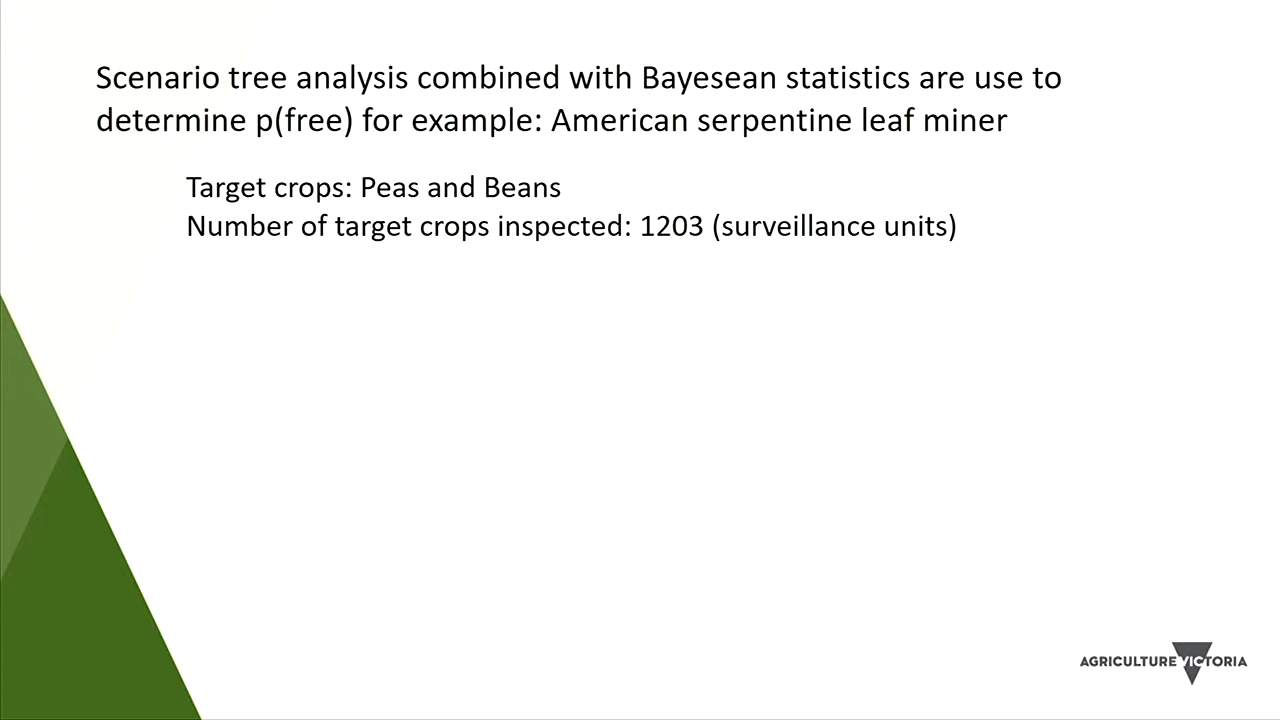 Scenario tree analysis combined with Bayesean statistics are use to
determine p(free) for example: American serpentine leaf miner
Target crops: Peas and Beans
Number of target crops inspected: 1203 (surveillance units)
AGRICULTURE VICTORIA